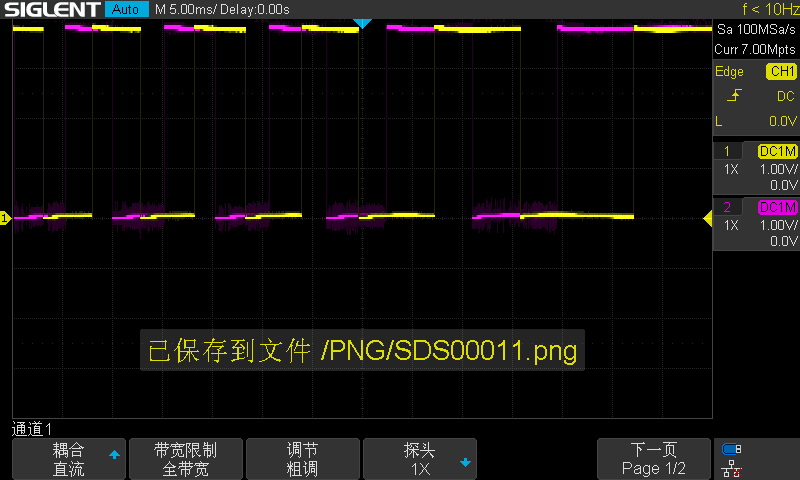 SIGLENT Auto M 5.00ms/ Delay:0.00s f < 10Hz
Sa 100MSa/s
Curr 7.00Mpts
Edge CH1
DC
L 0.0V
1 DC1M
1X 1.00V/
0.0V
2 DC1M
1X 1.00V/
0.0V
1
已保存到文件 /PNG/SDS00011.png
通道1
耦合 带宽限制 调节 探头 下一页
直流 全带宽 粗调 1X Page 1/2